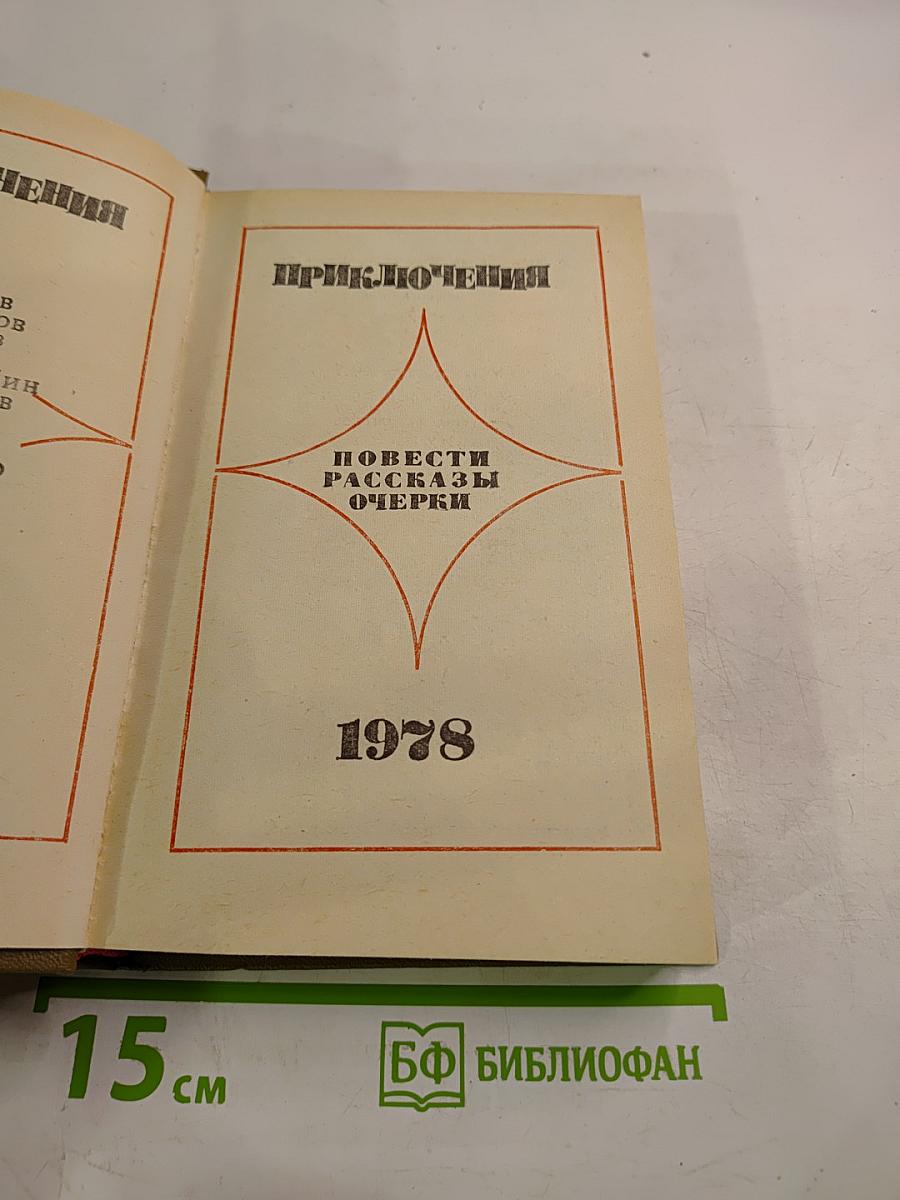 ПРИКЛЮЧЕНИЯ
ПОВЕСТИ
РАССКАЗЫ
ОЧЕРКИ
1978
15 см
БФ БИБЛИОФАН